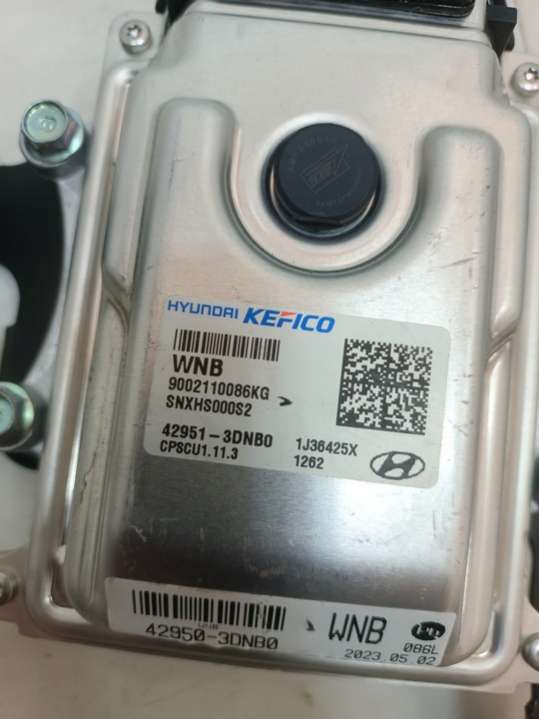 HYUNDAI KEFICO
WNB
9002110086KG
SNXHS000S2
42951-3DNB0 1J36425X
CPSCU1.11.3 1262
42950-3DNB0 WNB
086L
2023.05.02